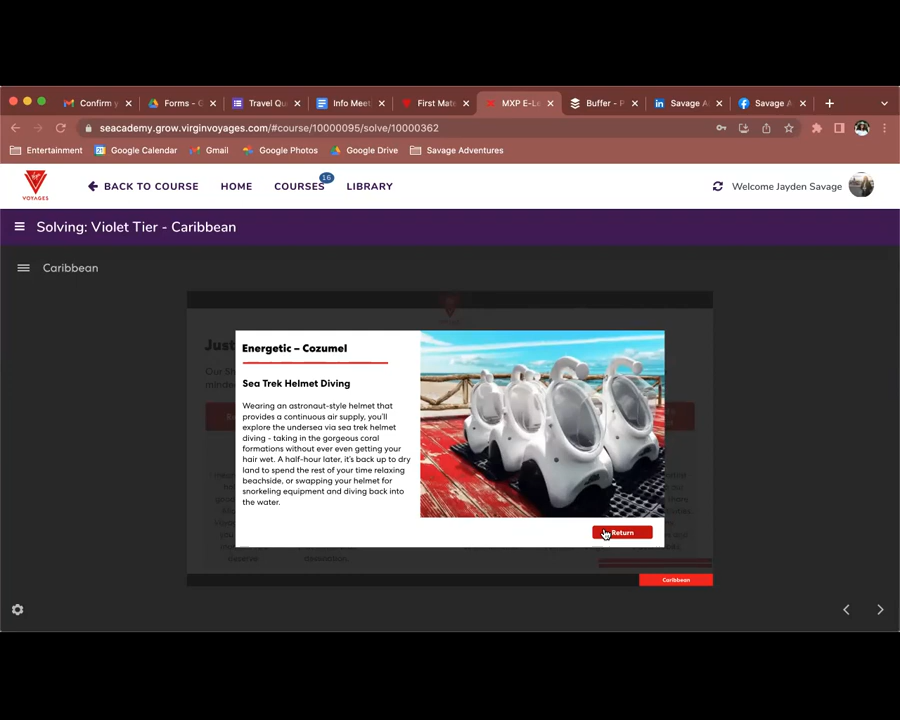 Confirm y
Forms - G
Travel Qu
Info Meet
First Mate
MXP E-Le
Buffer - P
Savage A
Savage A
seacademy.grow.virginvoyages.com/#course/10000095/solve/10000362
Entertainment
Google Calendar
Gmail
Google Photos
Google Drive
Savage Adventures
VOYAGES
BACK TO COURSE
HOME
COURSES
16
LIBRARY
Welcome Jayden Savage
Solving: Violet Tier - Caribbean
Caribbean
Just
Our Sh
minde
Energetic – Cozumel
Sea Trek Helmet Diving
Wearing an astronaut-style helmet that
provides a continuous air supply, you'll
explore the undersea via sea trek helmet
diving - taking in the gorgeous coral
formations without ever even getting your
hair wet. A half-hour later, it's back up to dry
land to spend the rest of your time relaxing
beachside, or swapping your helmet for
snorkeling equipment and diving back into
the water.
Return
Caribbean